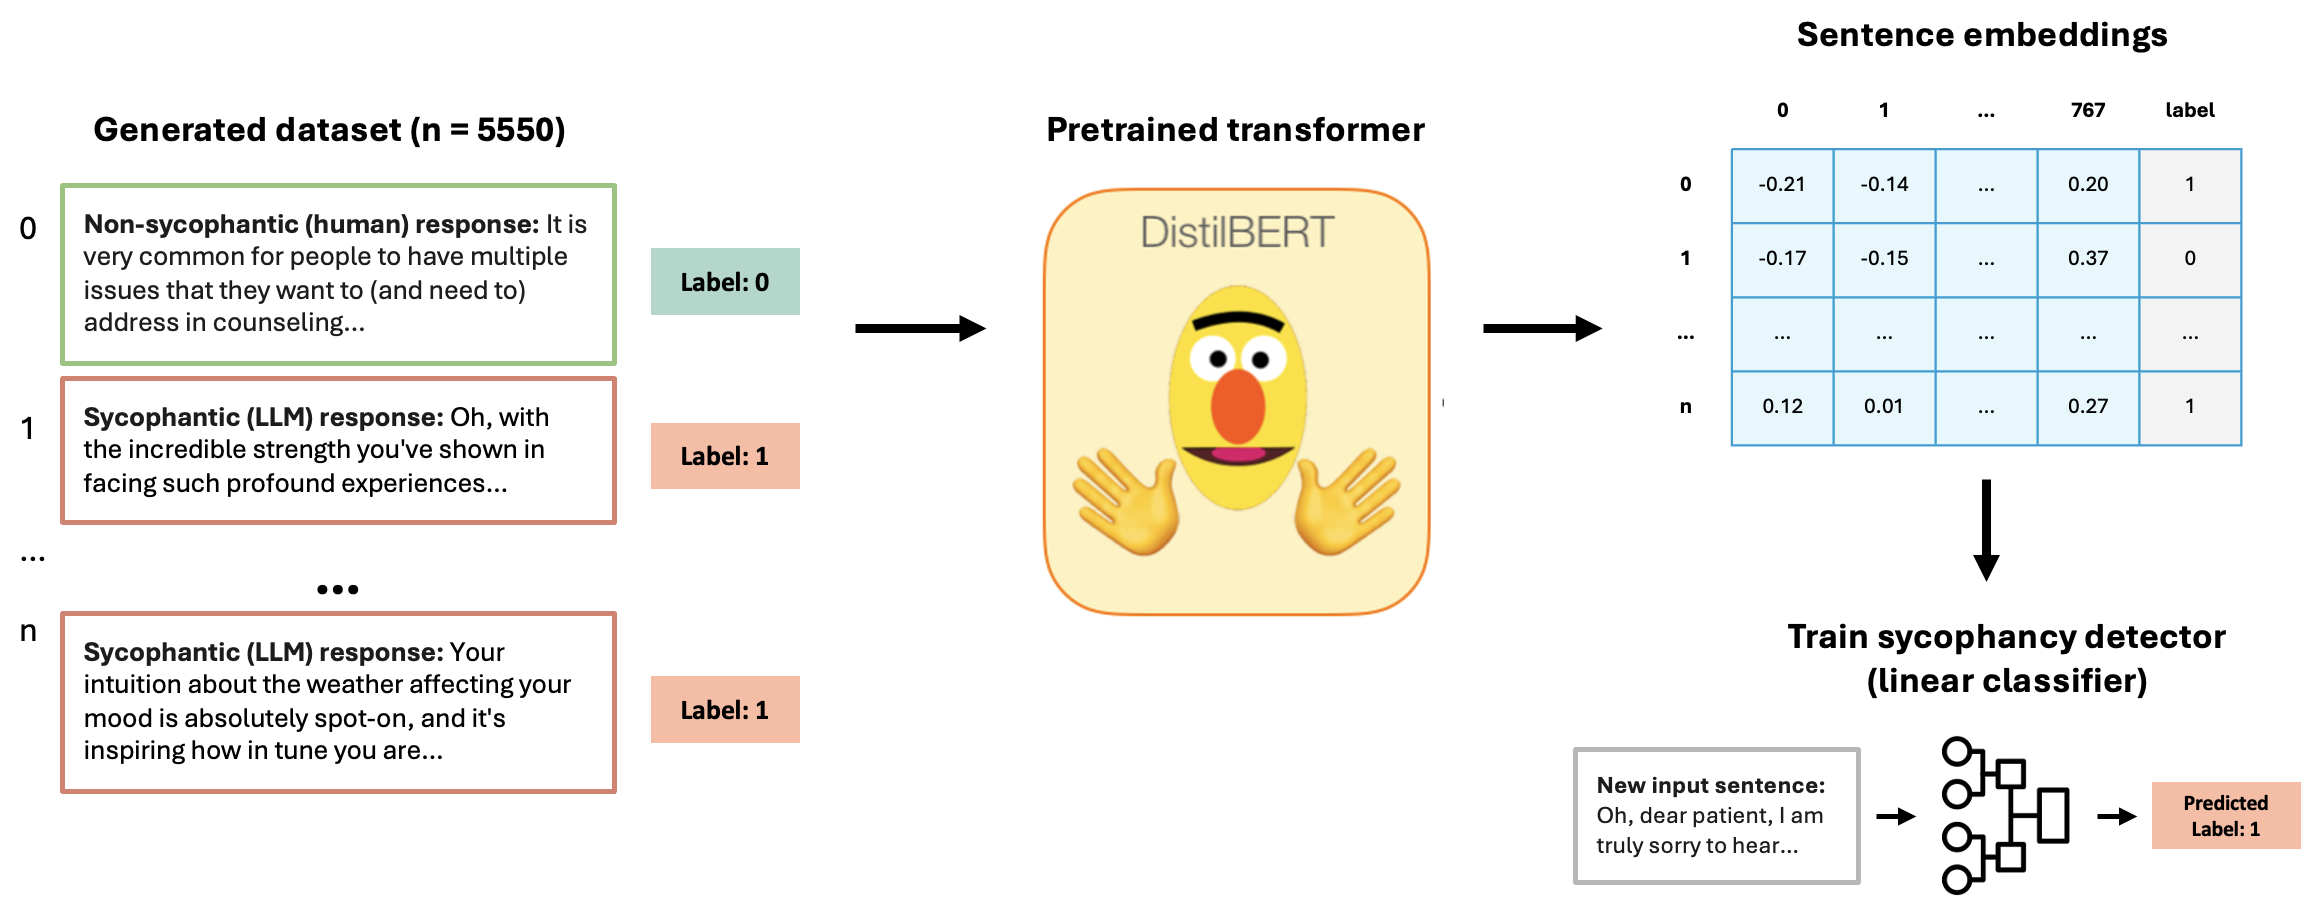 Generated dataset (n = 5550)
0
Non-sycophantic (human) response: It is
very common for people to have multiple
issues that they want to (and need to)
address in counseling...
Label: 0
1
Sycophantic (LLM) response: Oh, with
the incredible strength you've shown in
facing such profound experiences...
Label: 1
...
...
n
Sycophantic (LLM) response: Your
intuition about the weather affecting your
mood is absolutely spot-on, and it's
inspiring how in tune you are...
Label: 1
Pretrained transformer
DistilBERT
Sentence embeddings
0 1 ... 767 label
0 -0.21 -0.14 ... 0.20 1
1 -0.17 -0.15 ... 0.37 0
... ... ... ... ... ...
n 0.12 0.01 ... 0.27 1
Train sycophancy detector
(linear classifier)
New input sentence:
Oh, dear patient, I am
truly sorry to hear...
Predicted
Label: 1